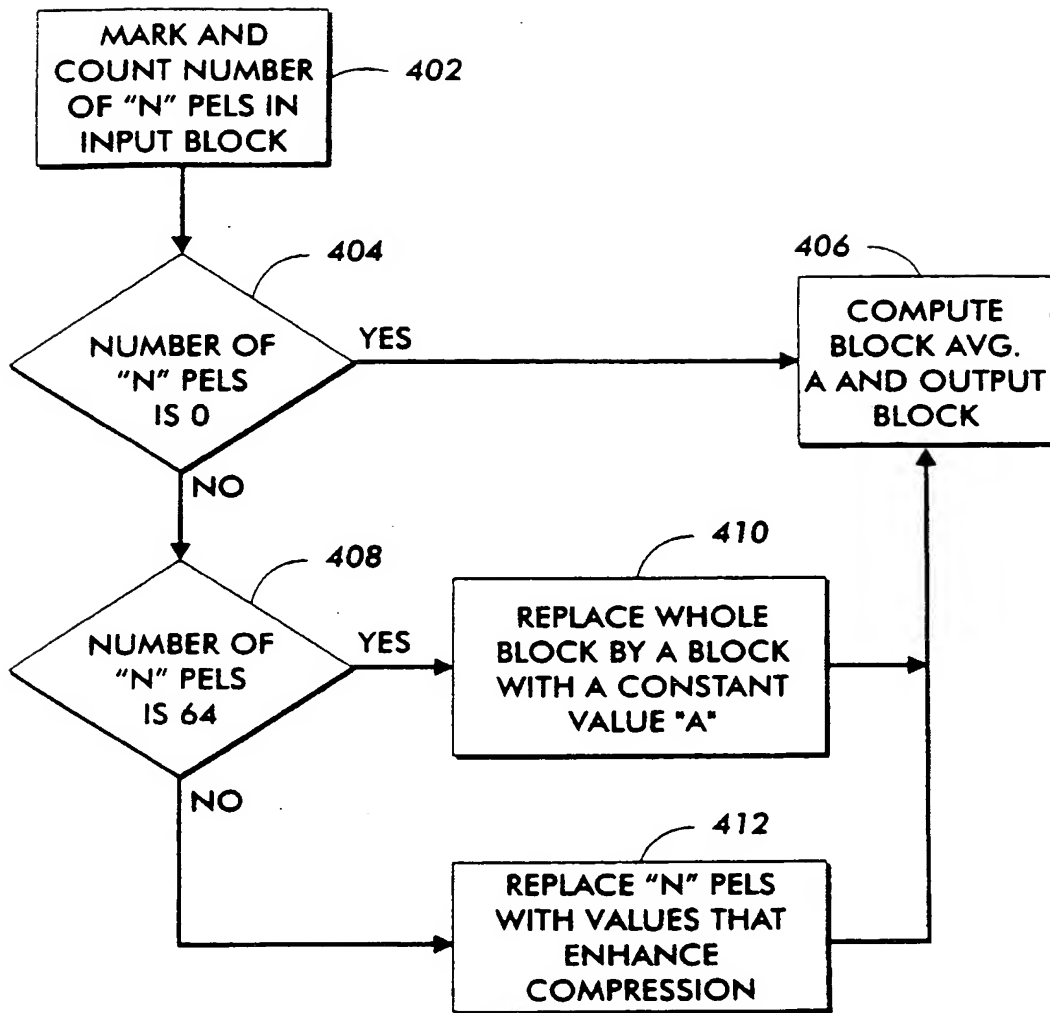 MARK AND
COUNT NUMBER
OF "N" PELS IN
INPUT BLOCK
402
404
NUMBER OF
"N" PELS
IS 0
YES
NO
406
COMPUTE
BLOCK AVG.
A AND OUTPUT
BLOCK
408
NUMBER OF
"N" PELS
IS 64
YES
NO
410
REPLACE WHOLE
BLOCK BY A BLOCK
WITH A CONSTANT
VALUE "A"
412
REPLACE "N" PELS
WITH VALUES THAT
ENHANCE
COMPRESSION